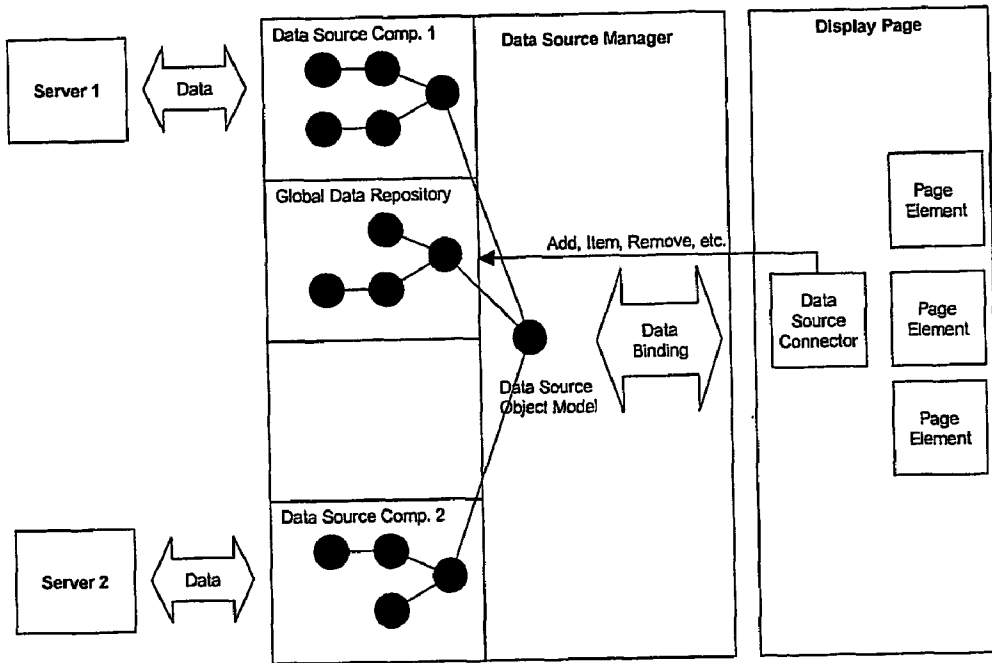 Data Source Comp. 1
Data Source Manager
Display Page
Server 1
Data
Global Data Repository
Page
Element
Add, Item, Remove, etc.
Data
Source
Connector
Page
Element
Data
Binding
Data Source
Object Model
Page
Element
Data Source Comp. 2
Server 2
Data